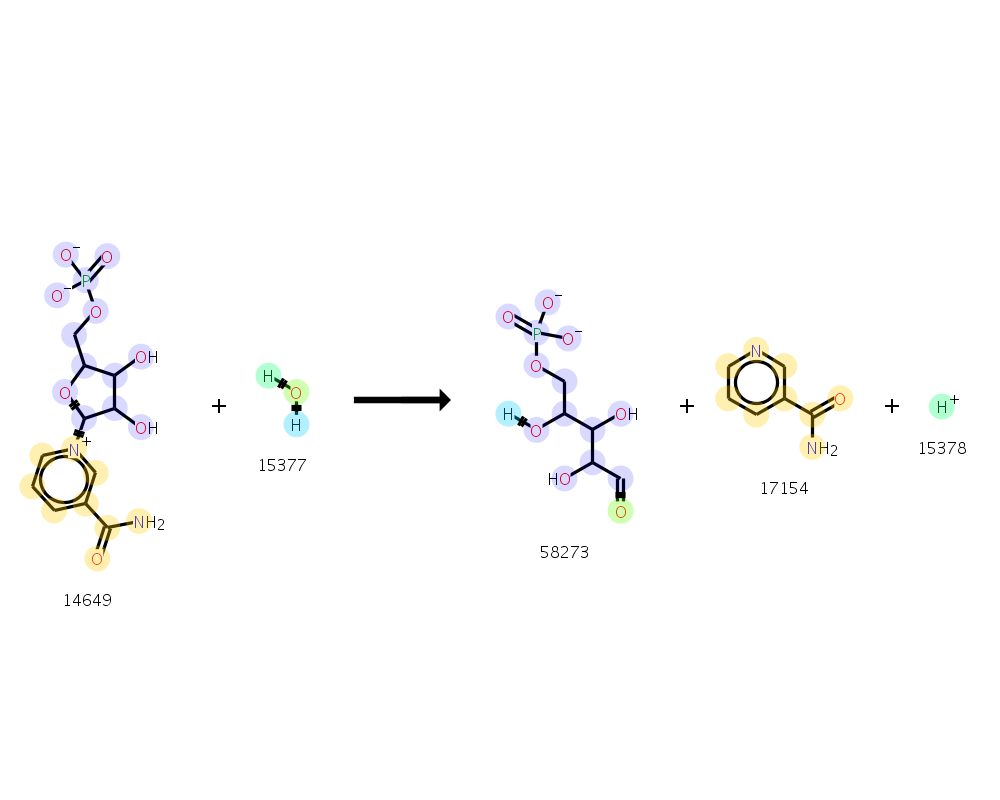 O⁻ O
P
O⁻
O
OH
O
OH
N⁺
NH₂
O
14649
+
H
O
H
15377
O⁻
O
P
O⁻
O
H
O
OH
HO
O
58273
+
N
O
NH₂
17154
+
H⁺
15378